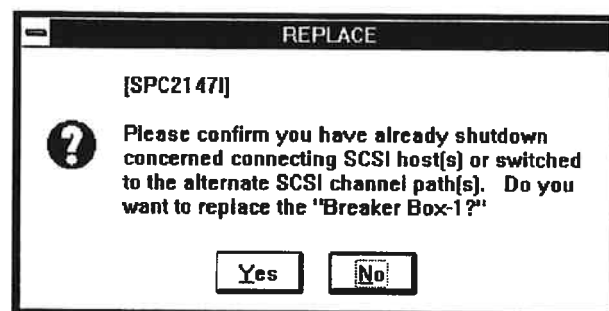 REPLACE
[SPC2147I]
Please confirm you have already shutdown
concerned connecting SCSI host(s) or switched
to the alternate SCSI channel path(s).   Do you
want to replace the "Breaker Box-1?"
Yes
No